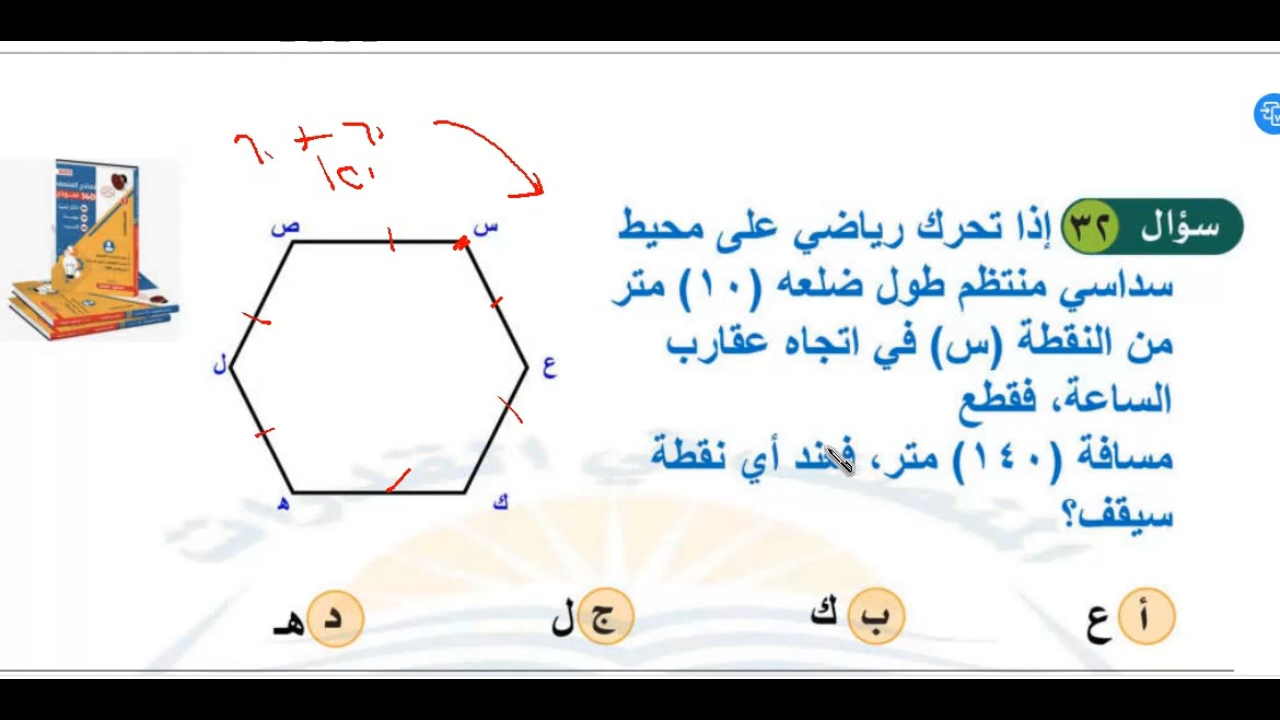 ٦٠ + ٦٠
١٢٠
سؤال ٣٢ إذا تحرك رياضي على محيط
سداسي منتظم طول ضلعه (١٠) متر
من النقطة (س) في اتجاه عقارب
الساعة، فقطع
مسافة (١٤٠) متر، فعند أي نقطة
سيقف؟
س
ص
ع
ل
ك
هـ
أ ع
ب ك
ج ل
د هـ